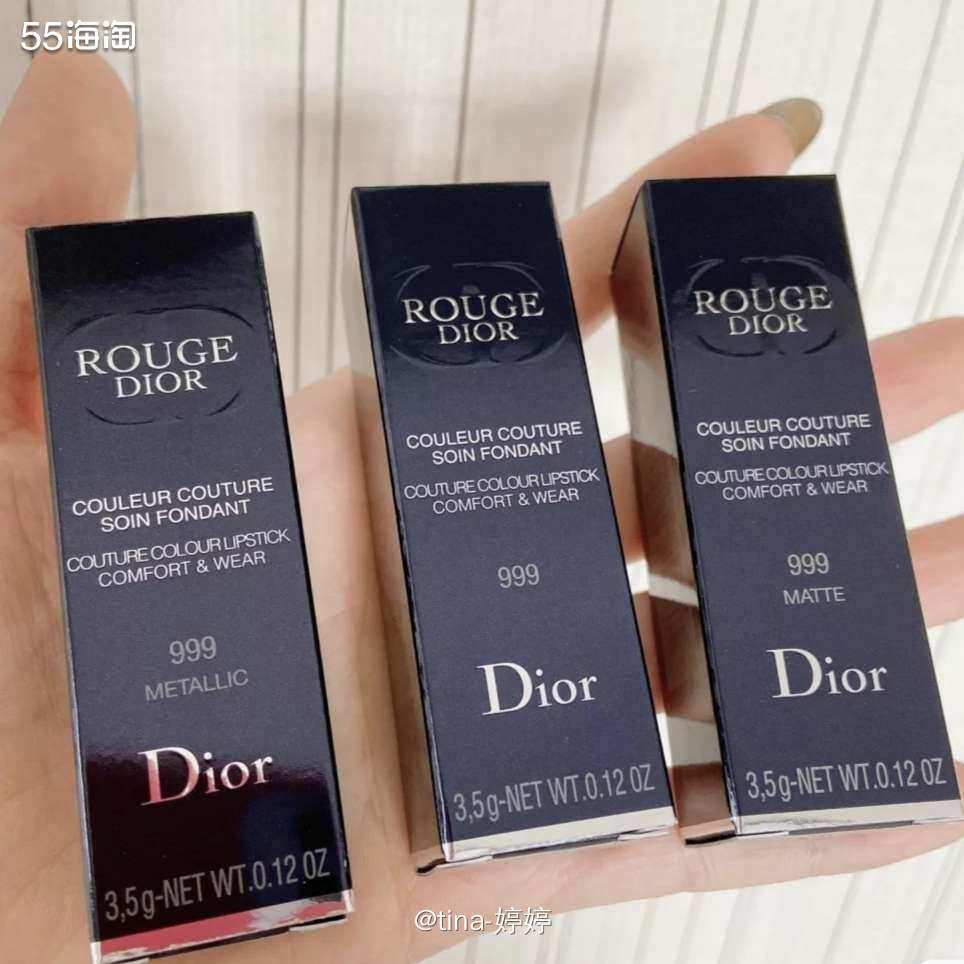 55海淘
ROUGE
DIOR
COULEUR COUTURE
SOIN FONDANT
COUTURE COLOUR LIPSTICK
COMFORT & WEAR
999
METALLIC
Dior
3,5g-NET WT.0.12 OZ
ROUGE
DIOR
COULEUR COUTURE
SOIN FONDANT
COUTURE COLOUR LIPSTICK
COMFORT & WEAR
999
Dior
3,5g-NET WT.0.12 OZ
ROUGE
DIOR
COULEUR COUTURE
SOIN FONDANT
COUTURE COLOUR LIPSTICK
COMFORT & WEAR
999
MATTE
Dior
3,5g-NET WT.0.12 OZ
@tina-婷婷